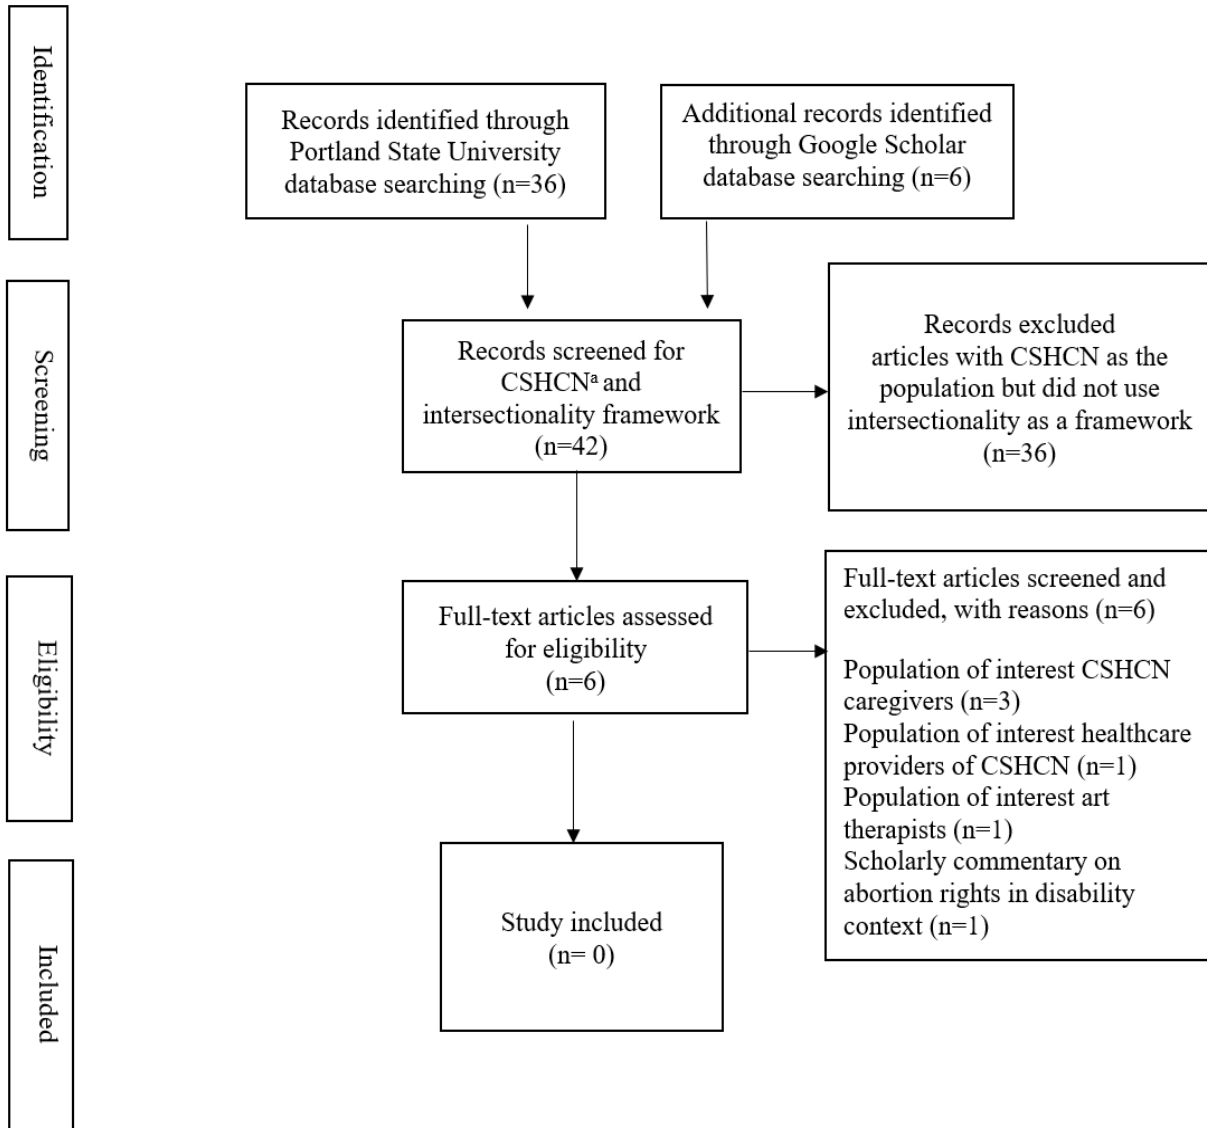 Identification
Records identified through
Portland State University
database searching (n=36)
Additional records identified
through Google Scholar
database searching (n=6)
Screening
Records screened for
CSHCNᵃ and
intersectionality framework
(n=42)
Records excluded
articles with CSHCN as the
population but did not use
intersectionality as a framework
(n=36)
Eligibility
Full-text articles assessed
for eligibility
(n=6)
Full-text articles screened and
excluded, with reasons (n=6)
Population of interest CSHCN
caregivers (n=3)
Population of interest healthcare
providers of CSHCN (n=1)
Population of interest art
therapists (n=1)
Scholarly commentary on
abortion rights in disability
context (n=1)
Included
Study included
(n= 0)